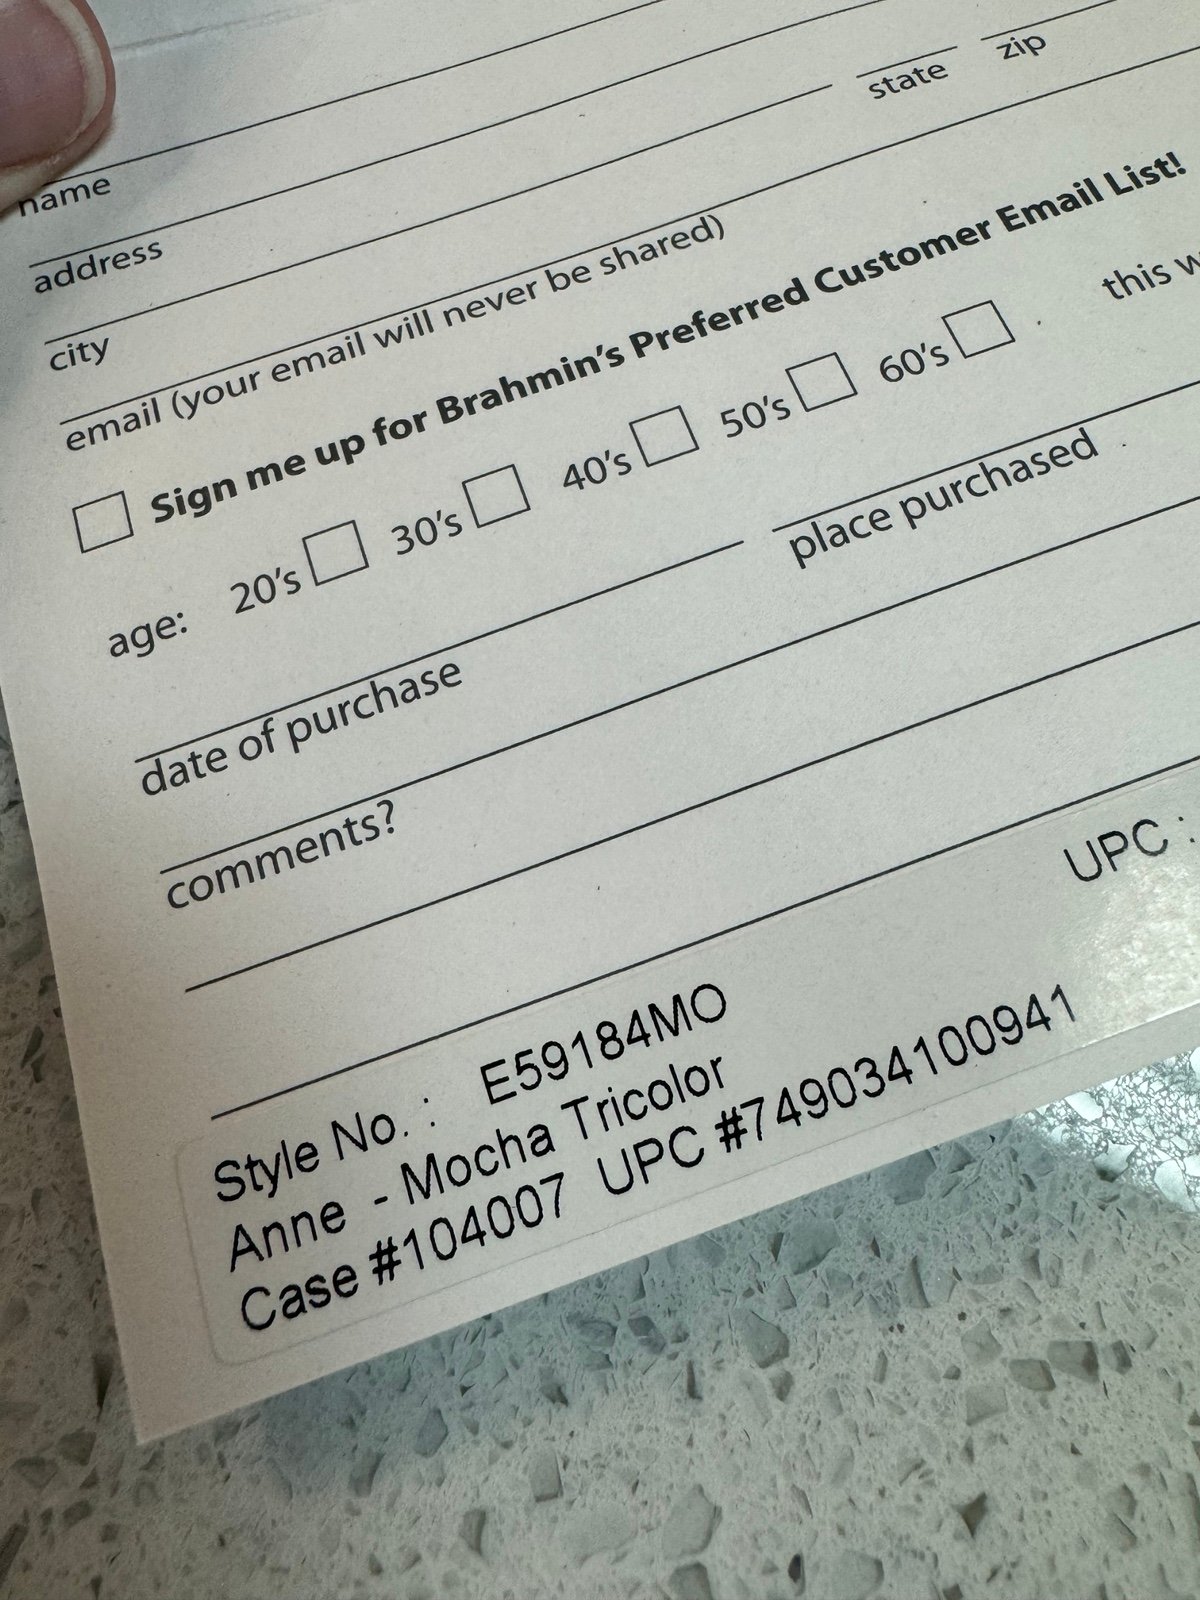 name
address
city state zip
email (your email will never be shared)
Sign me up for Brahmin's Preferred Customer Email List!
age: 20's 30's 40's 50's 60's this
date of purchase place purchased
comments?
UPC :
Style No. : E59184MO
Anne - Mocha Tricolor
Case #104007 UPC #749034100941